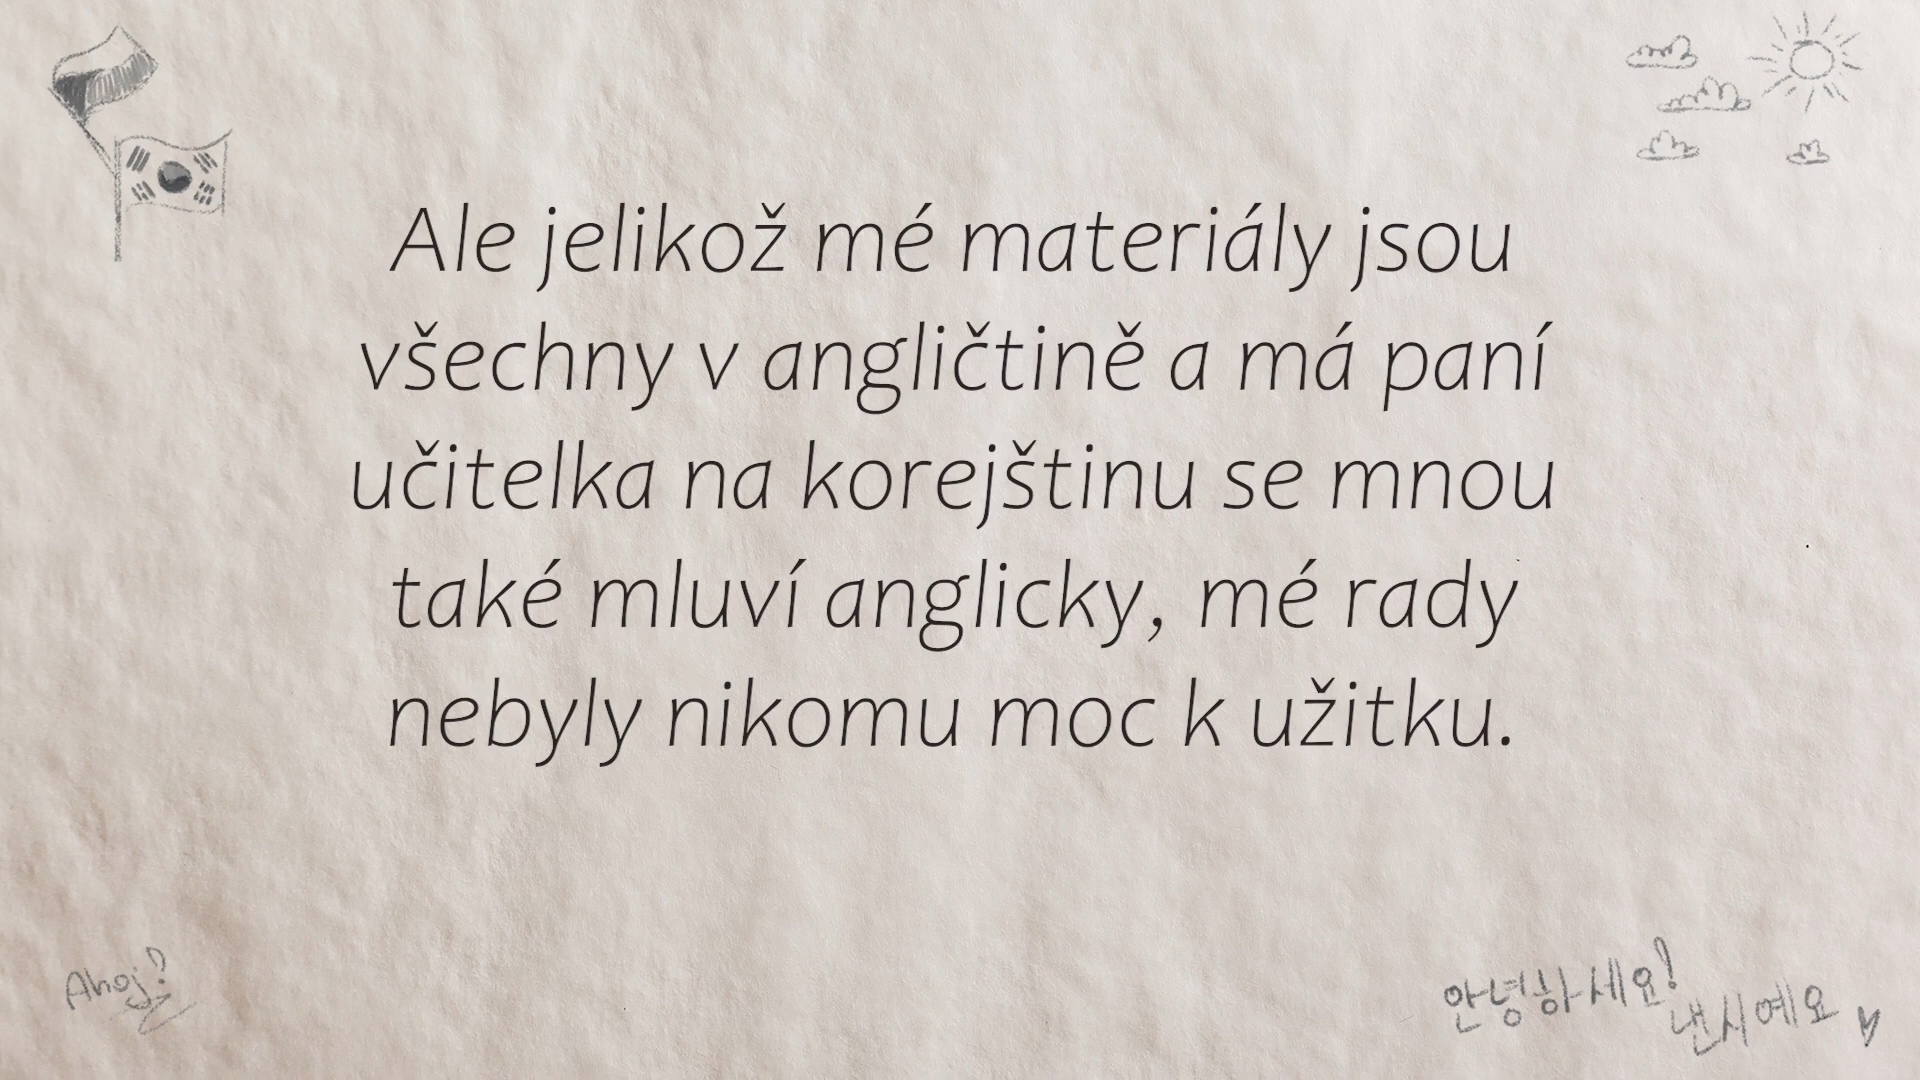 Ale jelikož mé materiály jsou
všechny v angličtině a má paní
učitelka na korejštinu se mnou
také mluví anglicky, mé rady
nebyly nikomu moc k užitku.
Ahoj!
안녕하세요!
낸시예요